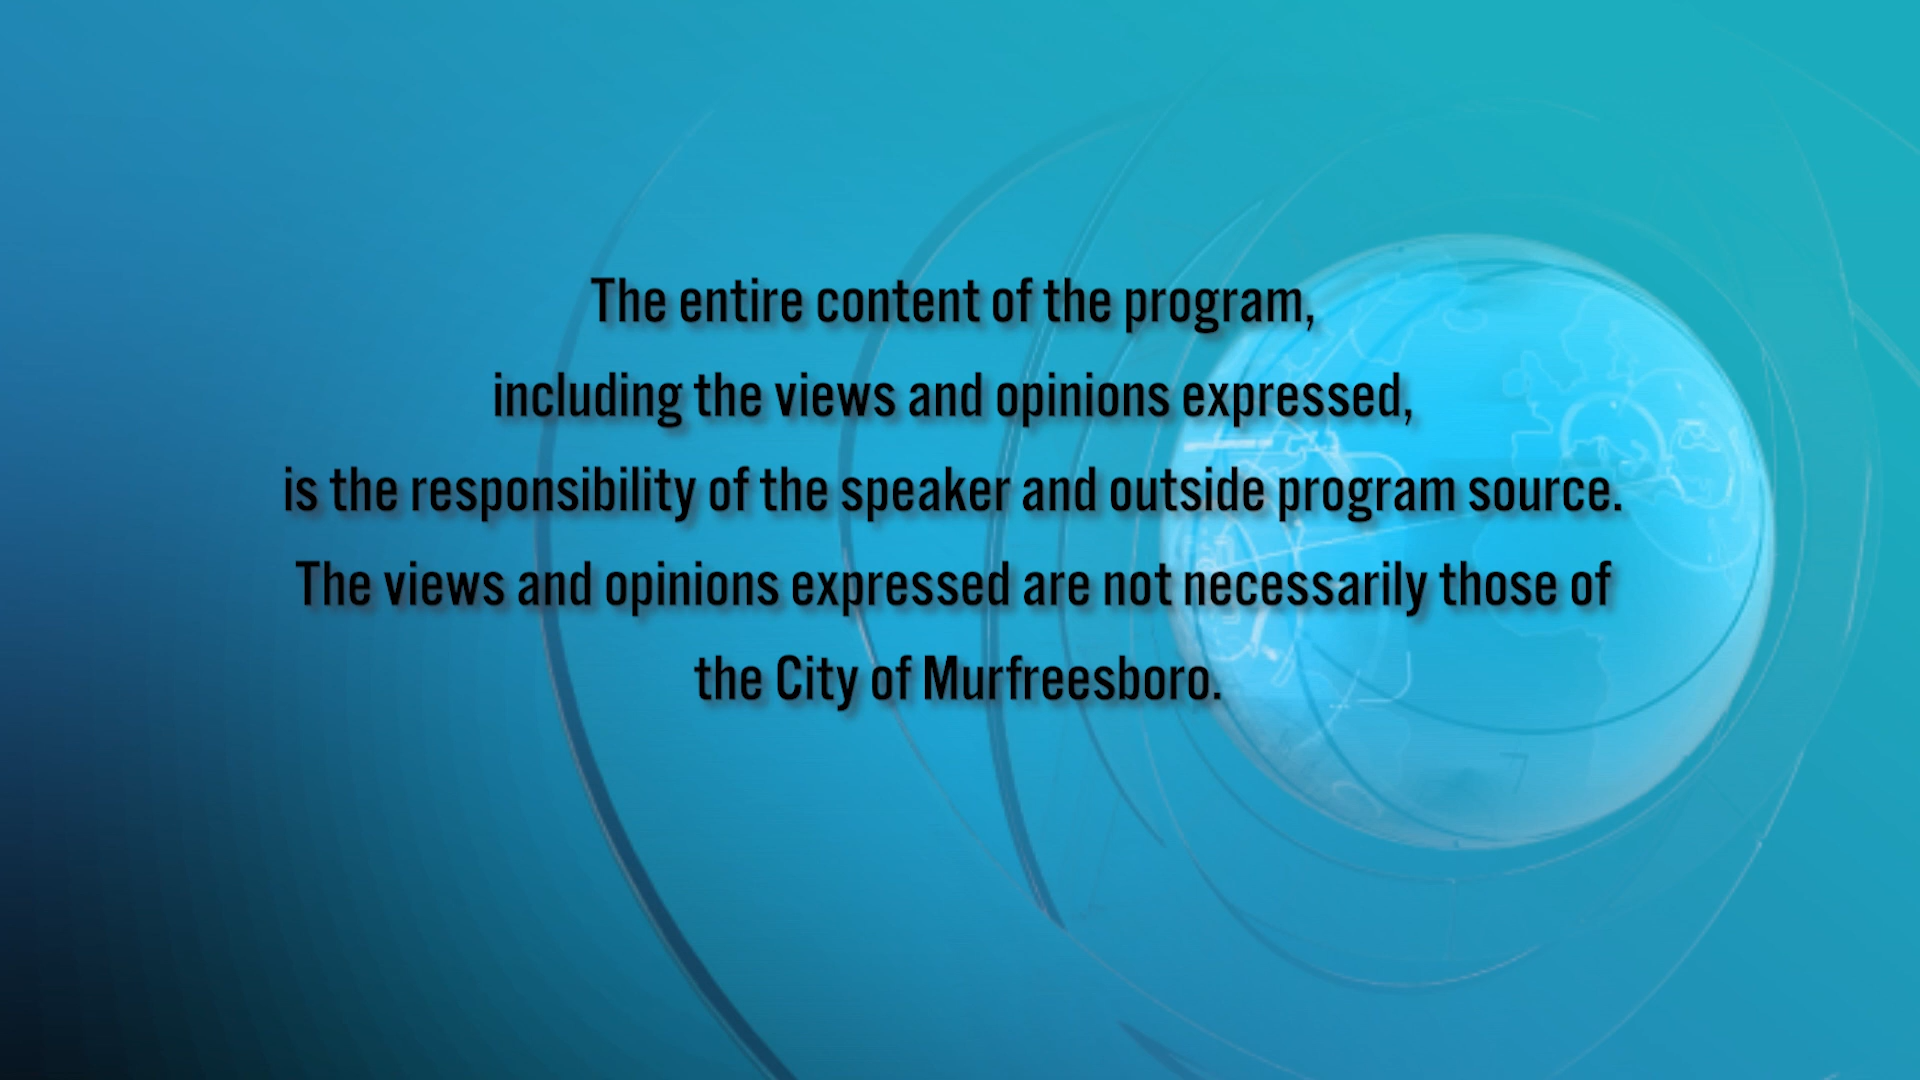 The entire content of the program,
including the views and opinions expressed,
is the responsibility of the speaker and outside program source.
The views and opinions expressed are not necessarily those of
the City of Murfreesboro.